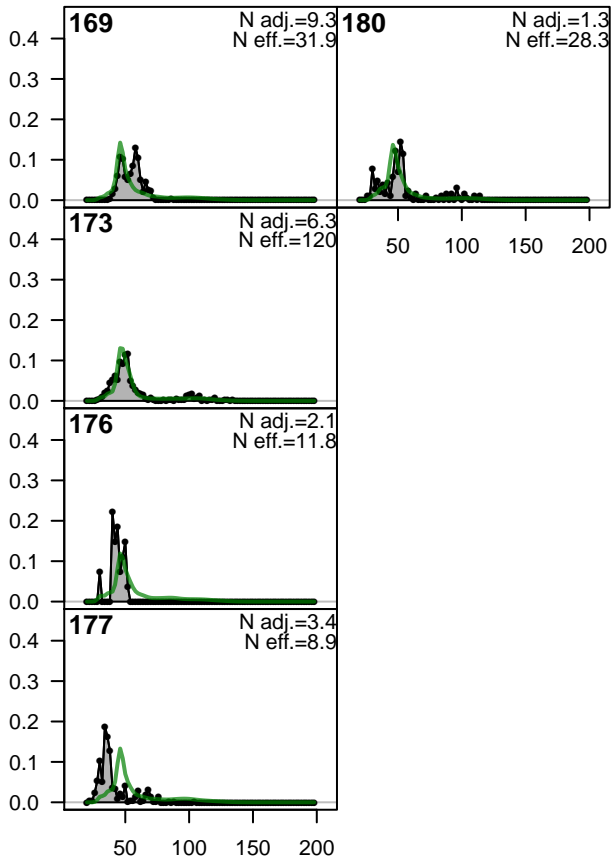 169
N adj.=9.3
N eff.=31.9
0.4
0.3
0.2
0.1
0.0
180
N adj.=1.3
N eff.=28.3
50 100 150 200
173
N adj.=6.3
N eff.=120
0.4
0.3
0.2
0.1
0.0
176
N adj.=2.1
N eff.=11.8
0.4
0.3
0.2
0.1
0.0
177
N adj.=3.4
N eff.=8.9
0.4
0.3
0.2
0.1
0.0
50 100 150 200